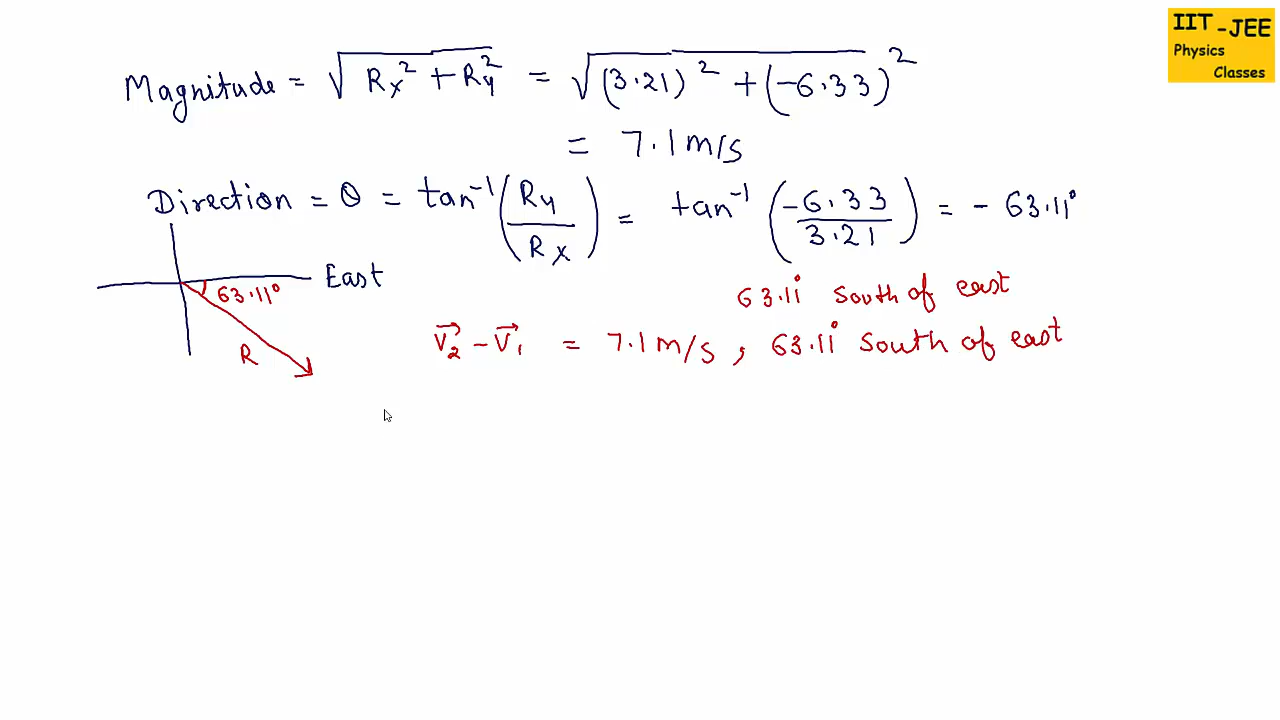 IIT-JEE
Physics
Classes
Magnitude = √(Rx² + Ry²) = √((3.21)² + (-6.33)²)
= 7.1 m/s
Direction = θ = tan⁻¹(Ry/Rx) = tan⁻¹(-6.33/3.21) = - 63.11°
East
63.11°
63.11° south of east
R
V⃗₂ - V⃗₁ = 7.1 m/s, 63.11° south of east